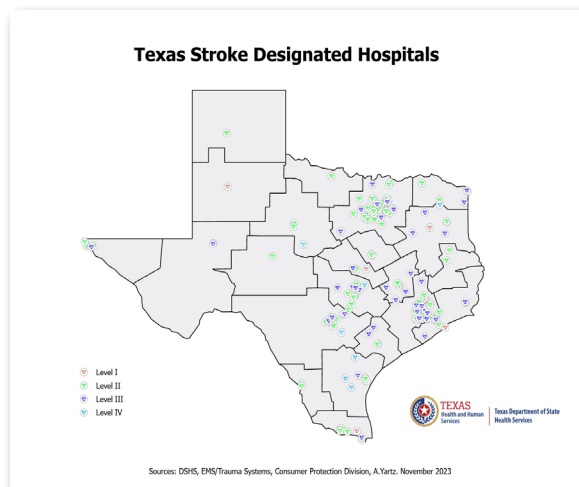 Texas Stroke Designated Hospitals
Level I
Level II
Level III
Level IV
TEXAS
Health and Human
Services
Texas Department of State
Health Services
Sources: DSHS, EMS/Trauma Systems, Consumer Protection Division, A.Yartz. November 2023